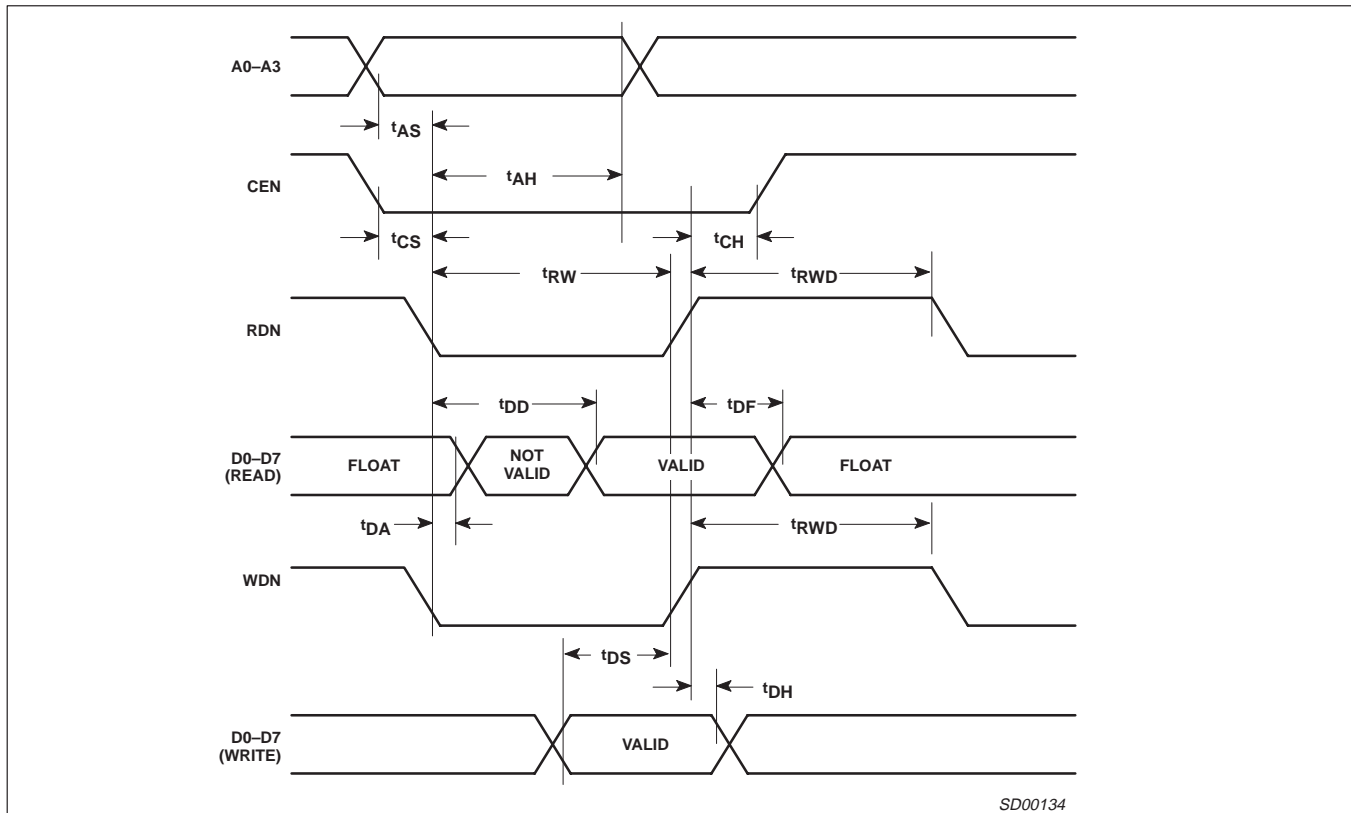 A0–A3
tAS
tAH
CEN
tCS
tCH
tRW
tRWD
RDN
tDD
tDF
D0–D7
(READ)
FLOAT
NOT
VALID
VALID
FLOAT
tDA
tRWD
WDN
tDS
tDH
D0–D7
(WRITE)
VALID
SD00134